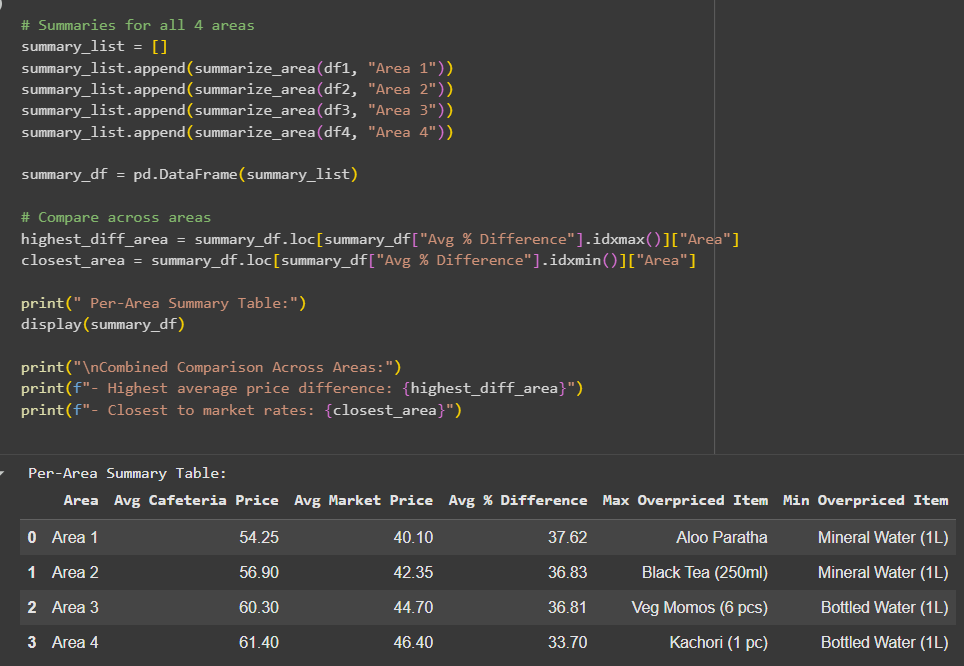 # Summaries for all 4 areas
summary_list = []
summary_list.append(summarize_area(df1, "Area 1"))
summary_list.append(summarize_area(df2, "Area 2"))
summary_list.append(summarize_area(df3, "Area 3"))
summary_list.append(summarize_area(df4, "Area 4"))
summary_df = pd.DataFrame(summary_list)
# Compare across areas
highest_diff_area = summary_df.loc[summary_df["Avg % Difference"].idxmax()]["Area"]
closest_area = summary_df.loc[summary_df["Avg % Difference"].idxmin()]["Area"]
print(" Per-Area Summary Table:")
display(summary_df)
print("\nCombined Comparison Across Areas:")
print(f"- Highest average price difference: {highest_diff_area}")
print(f"- Closest to market rates: {closest_area}")
Per-Area Summary Table:
Area Avg Cafeteria Price Avg Market Price Avg % Difference Max Overpriced Item Min Overpriced Item
0 Area 1 54.25 40.10 37.62 Aloo Paratha Mineral Water (1L)
1 Area 2 56.90 42.35 36.83 Black Tea (250ml) Mineral Water (1L)
2 Area 3 60.30 44.70 36.81 Veg Momos (6 pcs) Bottled Water (1L)
3 Area 4 61.40 46.40 33.70 Kachori (1 pc) Bottled Water (1L)